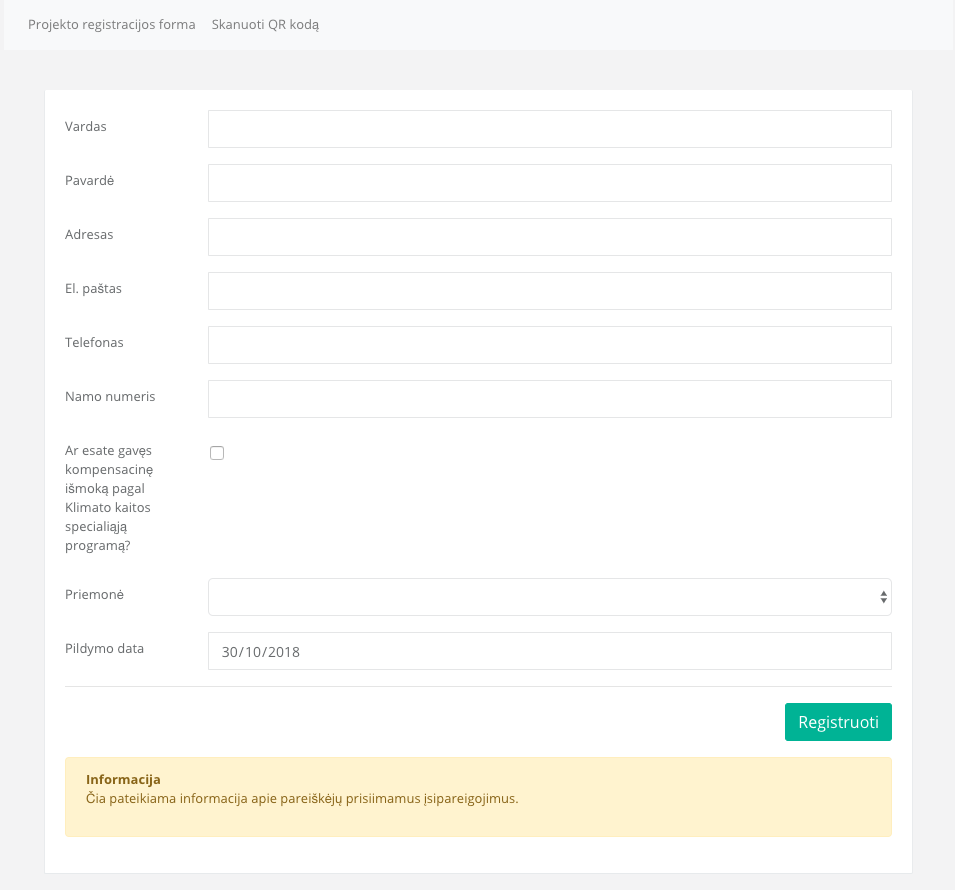 Projekto registracijos forma Skanuoti QR kodą
Vardas
Pavardė
Adresas
El. paštas
Telefonas
Namo numeris
Ar esate gavęs
kompensacinę
išmoką pagal
Klimato kaitos
specialiąją
programą?
Priemonė
Pildymo data 30/10/2018
Registruoti
Informacija
Čia pateikiama informacija apie pareiškėjų prisiimamus įsipareigojimus.